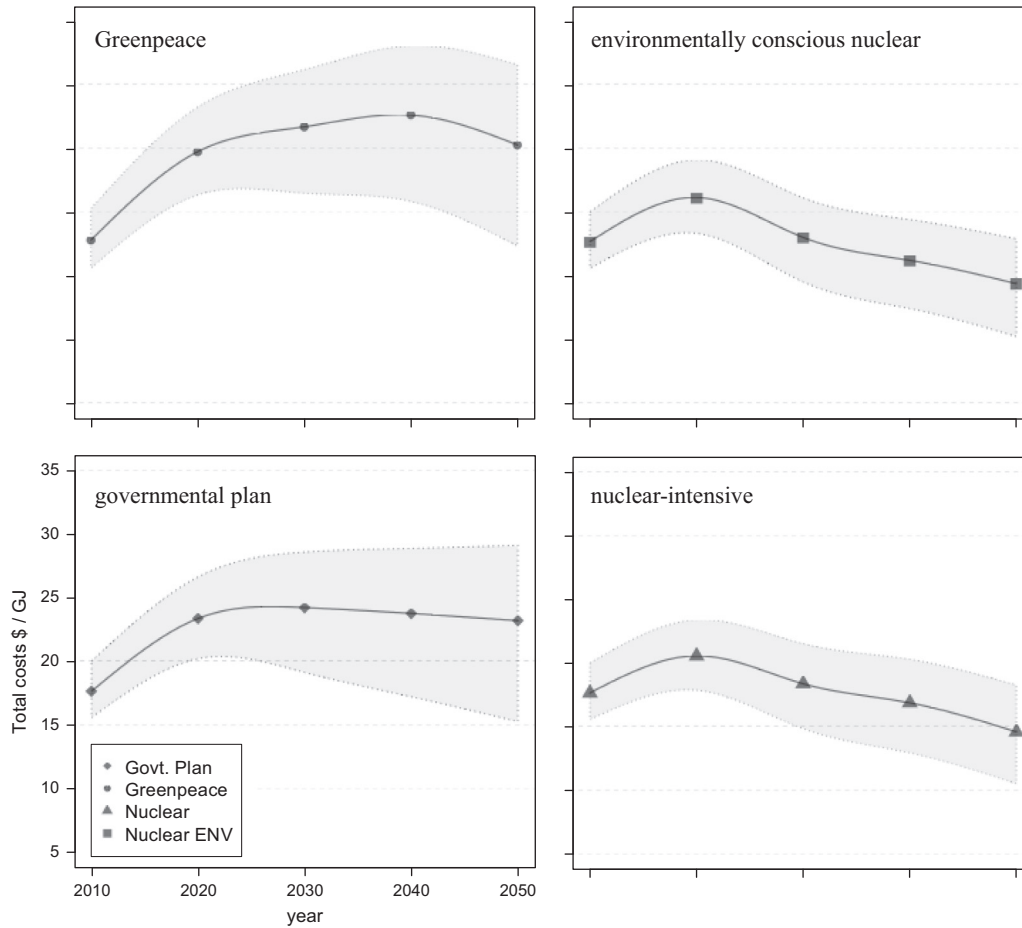 Greenpeace
environmentally conscious nuclear
governmental plan
nuclear-intensive
Total costs $ / GJ
35
30
25
20
15
10
5
Govt. Plan
Greenpeace
Nuclear
Nuclear ENV
2010 2020 2030 2040 2050
year